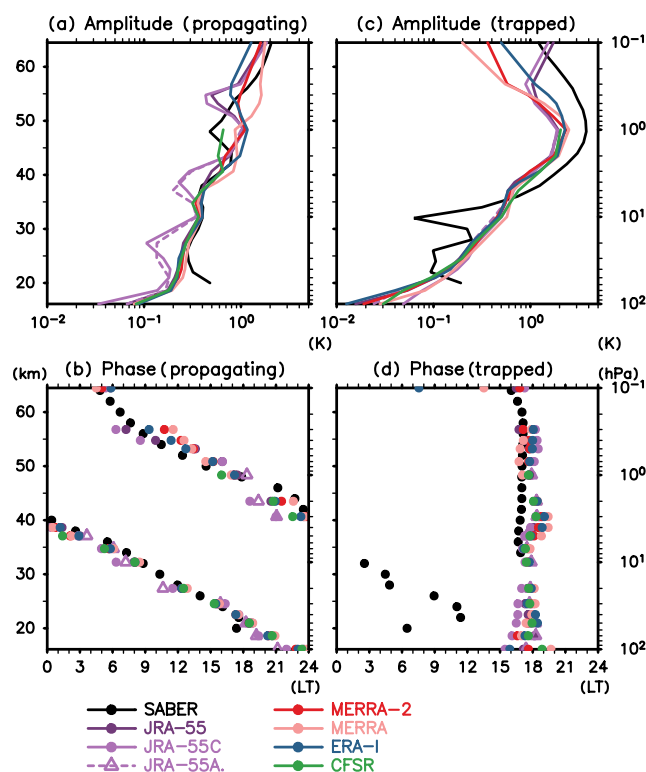 (a) Amplitude (propagating)
(c) Amplitude (trapped)
60
50
40
30
20
10⁻¹
10⁰
10¹
10²
10⁻²
10⁻¹
10⁰
10⁻²
10⁻¹
10⁰
(K)
(K)
(km)
(b) Phase (propagating)
(d) Phase (trapped)
(hPa)
60
50
40
30
20
10⁻¹
10⁰
10¹
10²
0 3 6 9 12 15 18 21 24
0 3 6 9 12 15 18 21 24
(LT)
(LT)
SABER
MERRA-2
JRA-55
MERRA
JRA-55C
ERA-I
JRA-55A.
CFSR